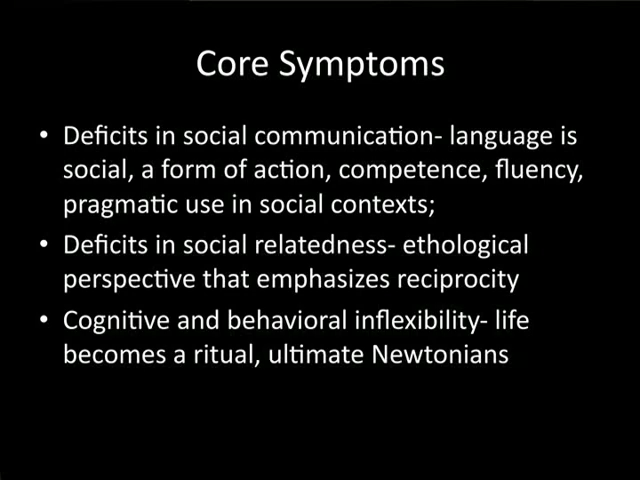 Core Symptoms
• Deficits in social communication- language is
social, a form of action, competence, fluency,
pragmatic use in social contexts;
• Deficits in social relatedness- ethological
perspective that emphasizes reciprocity
• Cognitive and behavioral inflexibility- life
becomes a ritual, ultimate Newtonians